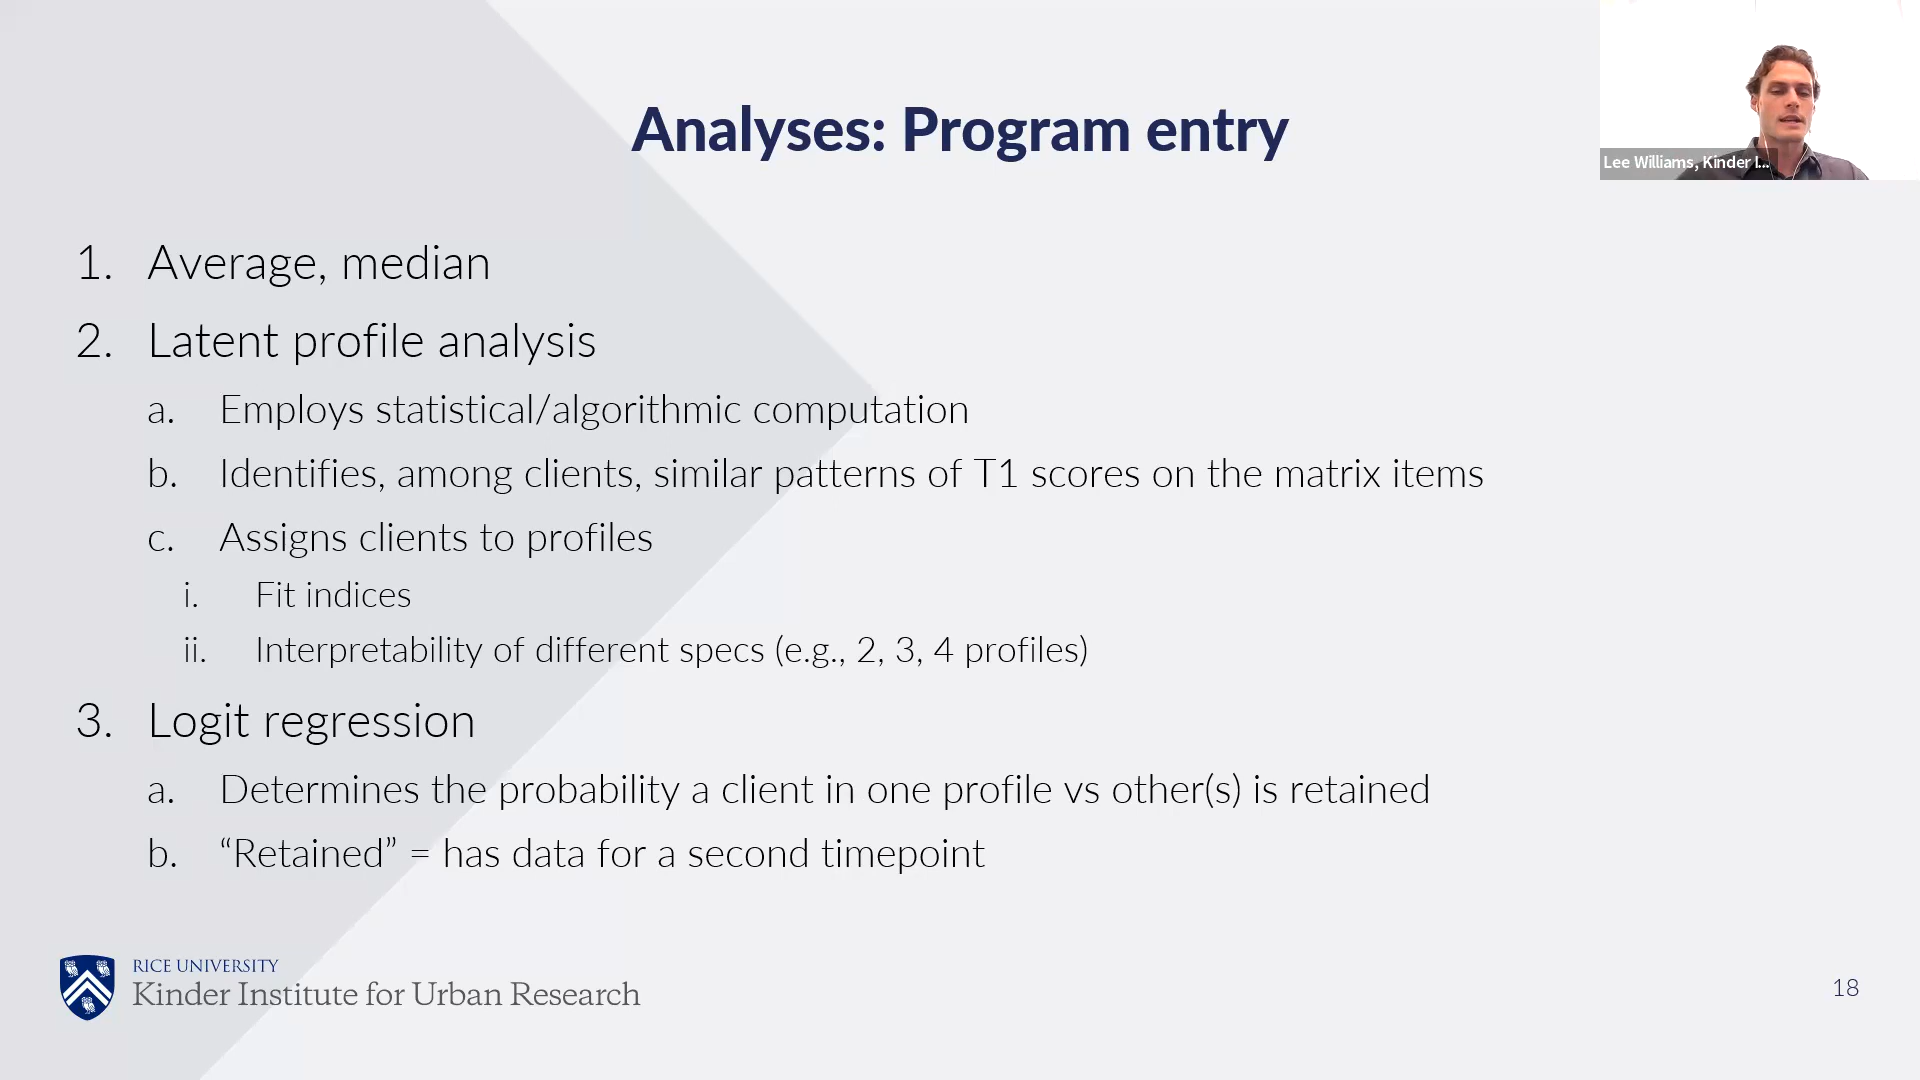 Analyses: Program entry
Lee Williams, Kinder I...
1. Average, median
2. Latent profile analysis
a. Employs statistical/algorithmic computation
b. Identifies, among clients, similar patterns of T1 scores on the matrix items
c. Assigns clients to profiles
i. Fit indices
ii. Interpretability of different specs (e.g., 2, 3, 4 profiles)
3. Logit regression
a. Determines the probability a client in one profile vs other(s) is retained
b. “Retained” = has data for a second timepoint
RICE UNIVERSITY
Kinder Institute for Urban Research
18